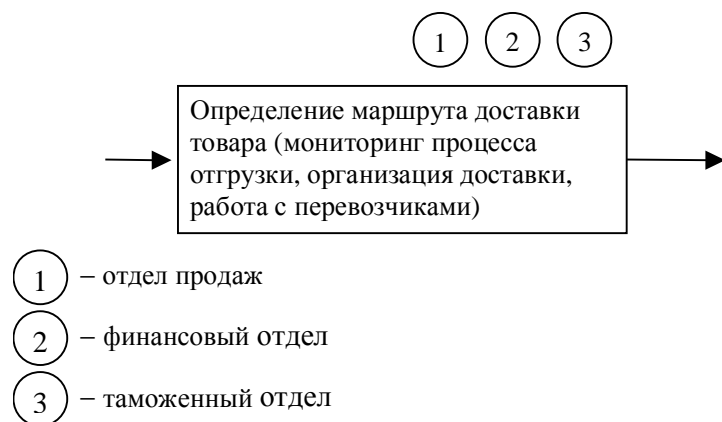 1 2 3
Определение маршрута доставки
товара (мониторинг процесса
отгрузки, организация доставки,
работа с перевозчиками)
1 – отдел продаж
2 – финансовый отдел
3 – таможенный отдел